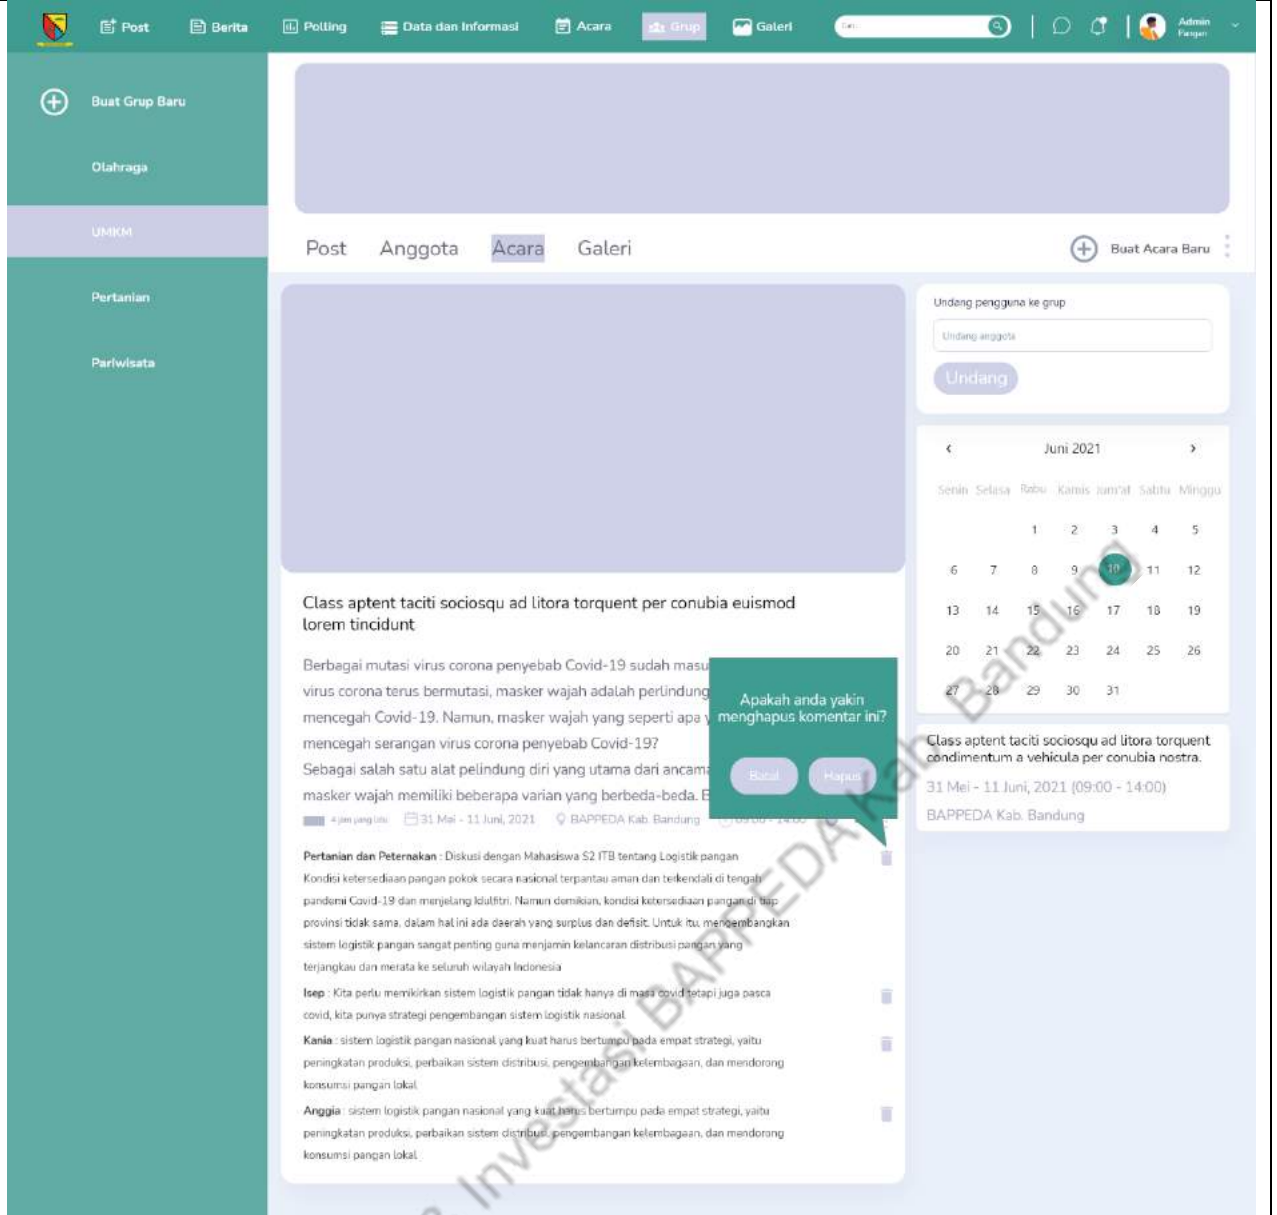 Post Berita Polling Data dan Informasi Acara Grup Galeri Cari Admin
Pangan
Buat Grup Baru
Olahraga
UMKM
Pertanian
Pariwisata
Post Anggota Acara Galeri Buat Acara Baru
Class aptent taciti sociosqu ad litora torquent per conubia euismod
lorem tincidunt
Berbagai mutasi virus corona penyebab Covid-19 sudah masu
virus corona terus bermutasi, masker wajah adalah perlindung
mencegah Covid-19. Namun, masker wajah yang seperti apa y
mencegah serangan virus corona penyebab Covid-19?
Sebagai salah satu alat pelindung diri yang utama dari ancama
masker wajah memiliki beberapa varian yang berbeda-beda. B
4 jam yang lalu 31 Mei - 11 Juni, 2021 BAPPEDA Kab. Bandung 09:00 - 14:00
Apakah anda yakin
menghapus komentar ini?
Batal Hapus
Pertanian dan Peternakan : Diskusi dengan Mahasiswa S2 ITB tentang Logistik pangan
Kondisi ketersediaan pangan pokok secara nasional terpantau aman dan terkendali di tengah
pandemi Covid-19 dan menjelang Idulfitri. Namun demikian, kondisi ketersediaan pangan di tiap
provinsi tidak sama, dalam hal ini ada daerah yang surplus dan defisit. Untuk itu, mengembangkan
sistem logistik pangan sangat penting guna menjamin kelancaran distribusi pangan yang
terjangkau dan merata ke seluruh wilayah Indonesia
Isep : Kita perlu memikirkan sistem logistik pangan tidak hanya di masa covid tetapi juga pasca
covid, kita punya strategi pengembangan sistem logistik nasional
Kania : sistem logistik pangan nasional yang kuat harus bertumpu pada empat strategi, yaitu
peningkatan produksi, perbaikan sistem distribusi, pengembangan kelembagaan, dan mendorong
konsumsi pangan lokal
Anggia : sistem logistik pangan nasional yang kuat harus bertumpu pada empat strategi, yaitu
peningkatan produksi, perbaikan sistem distribusi, pengembangan kelembagaan, dan mendorong
konsumsi pangan lokal
Undang pengguna ke grup
Undang anggota
Undang
‹ Juni 2021 ›
Senin Selasa Rabu Kamis Jum'at Sabtu Minggu
1 2 3 4 5
6 7 8 9 10 11 12
13 14 15 16 17 18 19
20 21 22 23 24 25 26
27 28 29 30 31
Class aptent taciti sociosqu ad litora torquent
condimentum a vehicula per conubia nostra.
31 Mei - 11 Juni, 2021 (09:00 - 14:00)
BAPPEDA Kab. Bandung
Investasi BAPPEDA Kab. Bandung